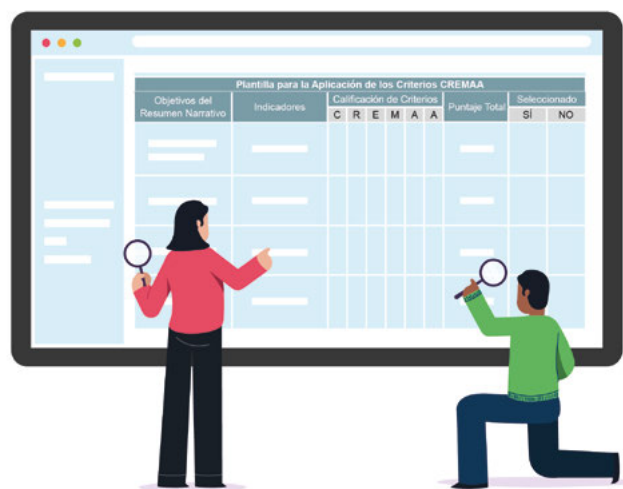 Plantilla para la Aplicación de los Criterios CREMAA
Objetivos del
Resumen Narrativo
Indicadores
Calificación de Criterios
C R E M A A
Puntaje Total
Seleccionado
SÍ NO